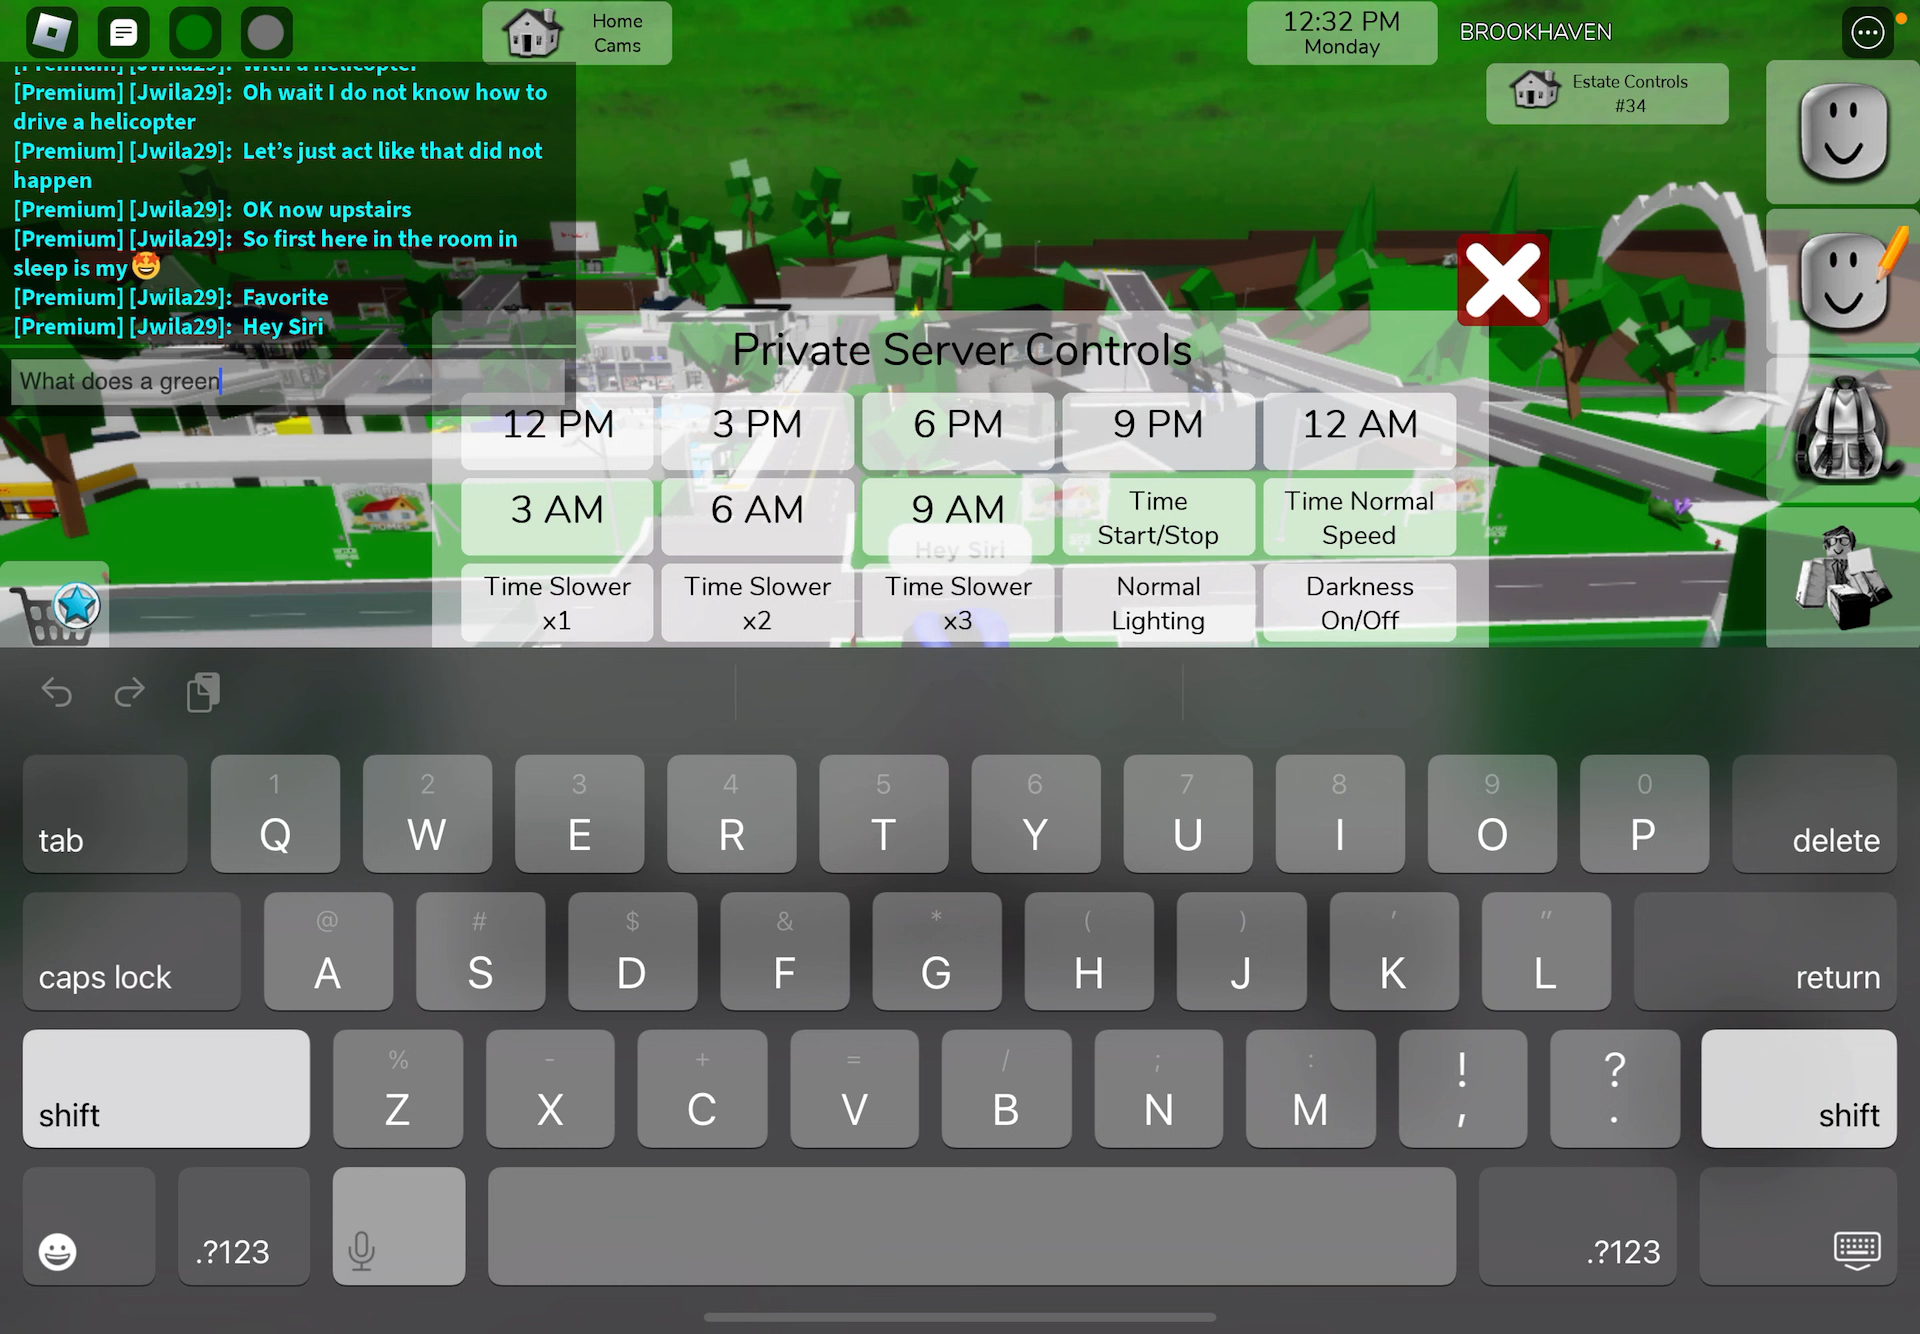 Home
Cams
12:32 PM
Monday
BROOKHAVEN
Estate Controls
#34
[Premium] [Jwila29]: With a helicopter
[Premium] [Jwila29]: Oh wait I do not know how to
drive a helicopter
[Premium] [Jwila29]: Let's just act like that did not
happen
[Premium] [Jwila29]: OK now upstairs
[Premium] [Jwila29]: So first here in the room in
sleep is my🤩
[Premium] [Jwila29]: Favorite
[Premium] [Jwila29]: Hey Siri
What does a green
Private Server Controls
12 PM 3 PM 6 PM 9 PM 12 AM
3 AM 6 AM 9 AM Time Start/Stop Time Normal Speed
Hey Siri
Time Slower x1 Time Slower x2 Time Slower x3 Normal Lighting Darkness On/Off
1 2 3 4 5 6 7 8 9 0
tab Q W E R T Y U I O P delete
@ # $ & * ( ) ' "
caps lock A S D F G H J K L return
% - + = / ; : ! ?
shift Z X C V B N M , . shift
.?123 .?123